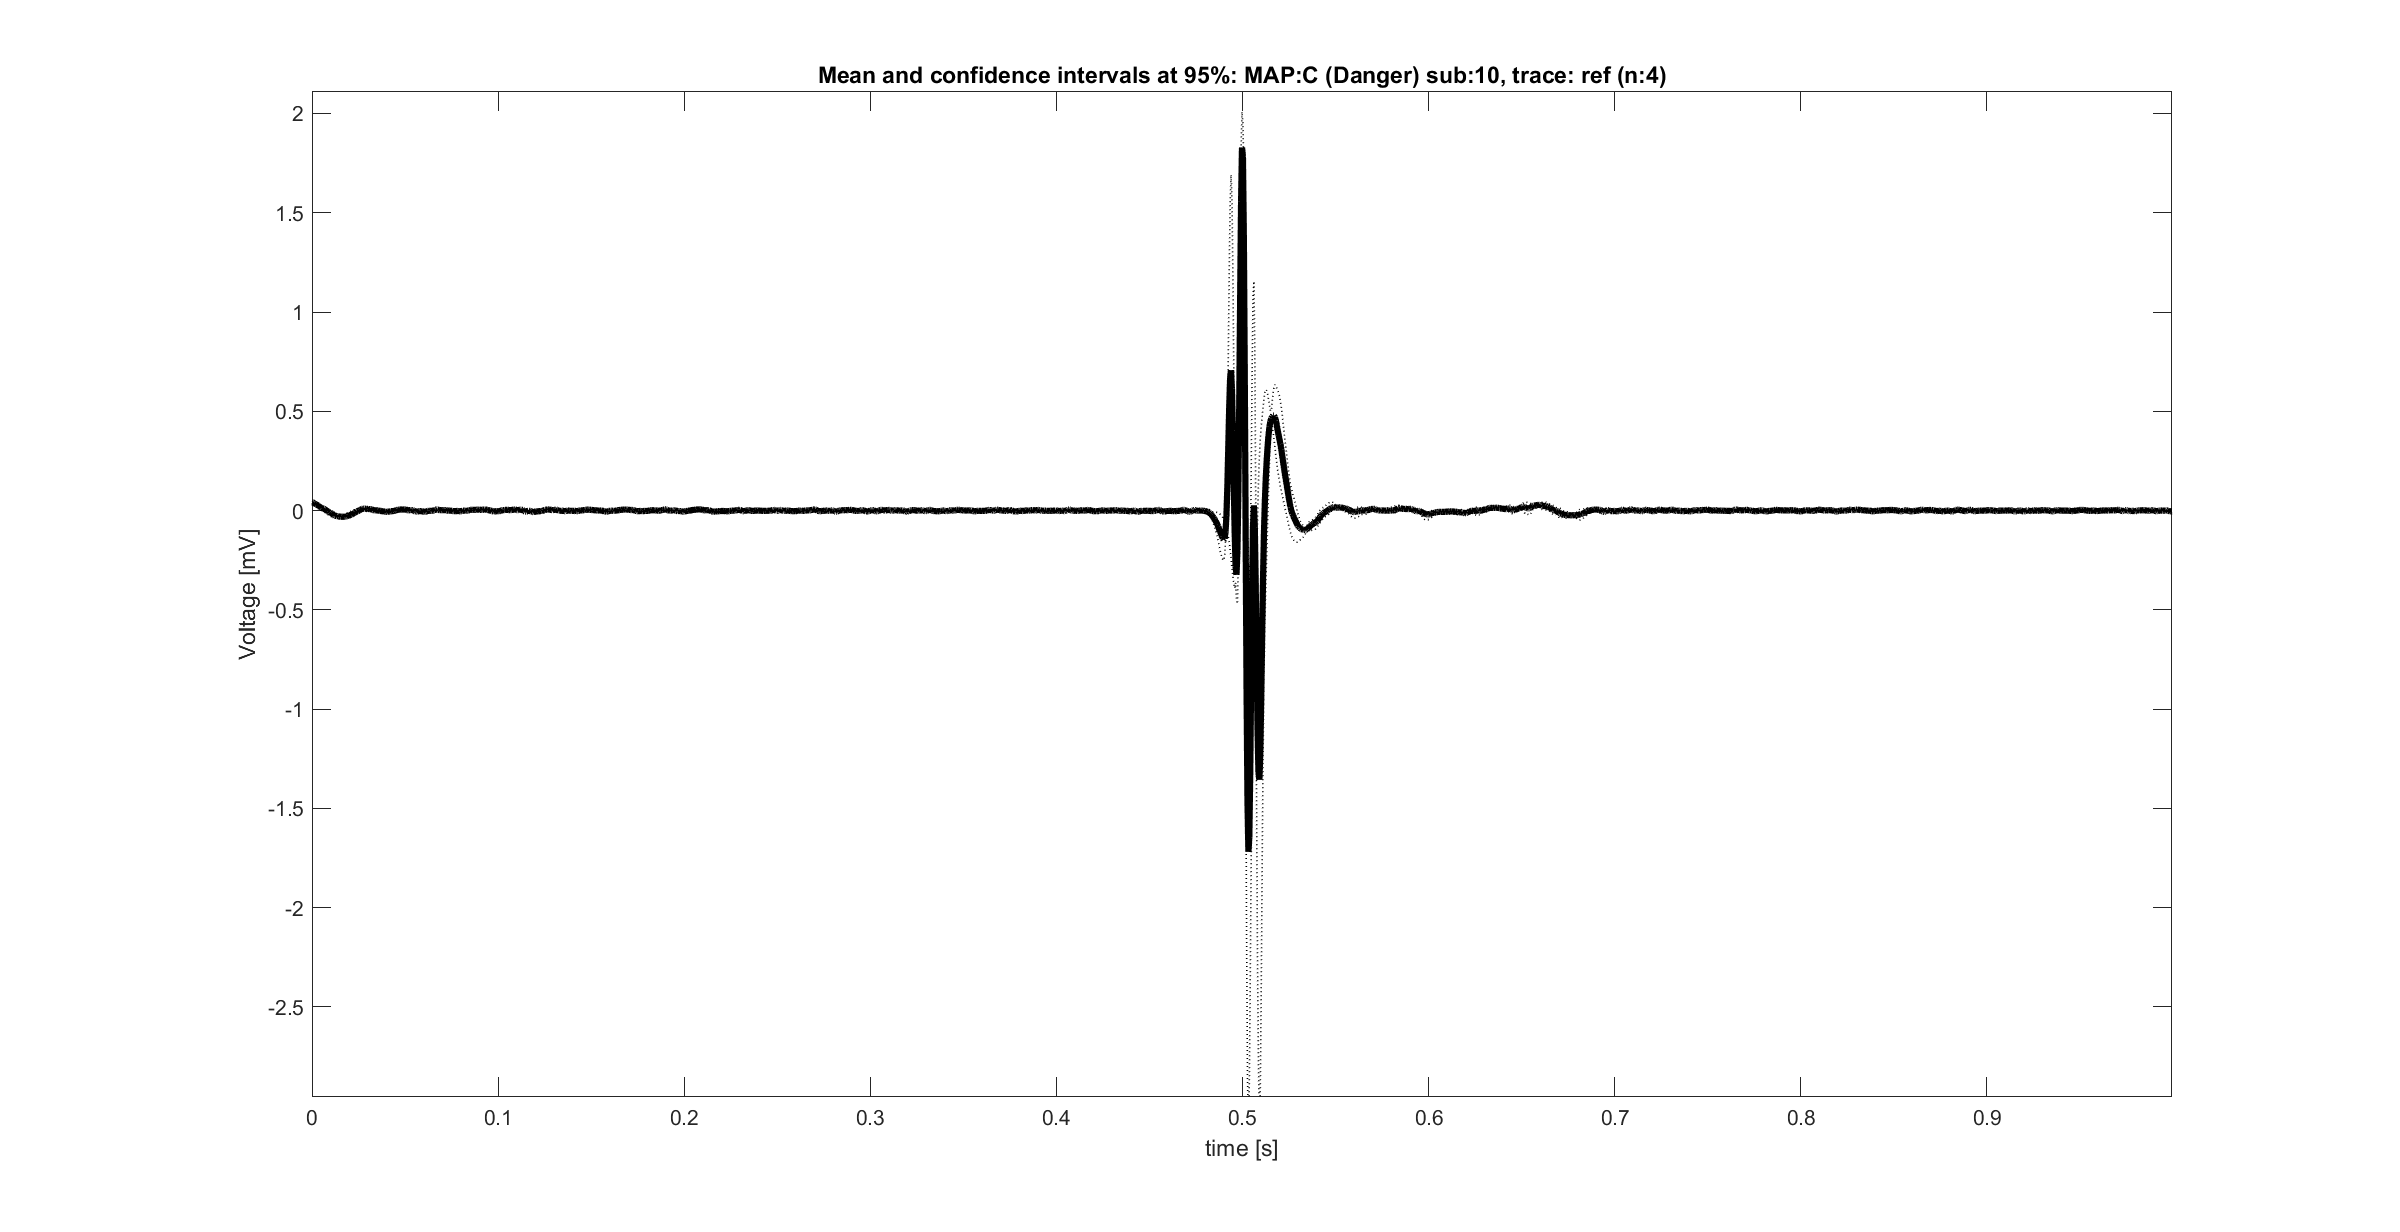 Mean and confidence intervals at 95%: MAP:C (Danger) sub:10, trace: ref (n:4)
2
1.5
1
0.5
0
-0.5
-1
-1.5
-2
-2.5
Voltage [mV]
0 0.1 0.2 0.3 0.4 0.5 0.6 0.7 0.8 0.9
time [s]